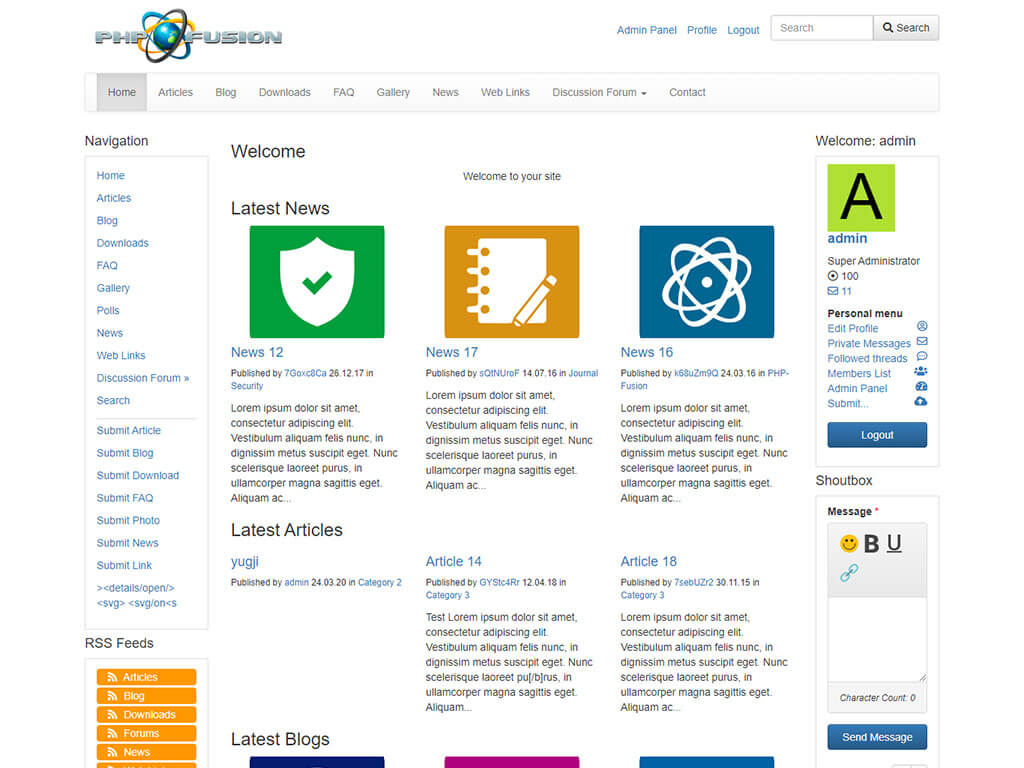 PHP FUSION
Admin Panel Profile Logout Search Search
Home Articles Blog Downloads FAQ Gallery News Web Links Discussion Forum Contact
Navigation
Home
Articles
Blog
Downloads
FAQ
Gallery
Polls
News
Web Links
Discussion Forum »
Search
Submit Article
Submit Blog
Submit Download
Submit FAQ
Submit Photo
Submit News
Submit Link
><details/open/>
<svg> <svg/on<s
RSS Feeds
Articles
Blog
Downloads
Forums
News
Welcome
Welcome to your site
Latest News
News 12
Published by 7Goxc8Ca 26.12.17 in
Security
Lorem ipsum dolor sit amet,
consectetur adipiscing elit.
Vestibulum aliquam felis nunc, in
dignissim metus suscipit eget. Nunc
scelerisque laoreet purus, in
ullamcorper magna sagittis eget.
Aliquam ac...
News 17
Published by sQtNUroF 14.07.16 in Journal
Lorem ipsum dolor sit amet,
consectetur adipiscing elit.
Vestibulum aliquam felis nunc, in
dignissim metus suscipit eget. Nunc
scelerisque laoreet purus, in
ullamcorper magna sagittis eget.
Aliquam ac...
News 16
Published by k68uZm9Q 24.03.16 in PHP-
Fusion
Lorem ipsum dolor sit amet,
consectetur adipiscing elit.
Vestibulum aliquam felis nunc, in
dignissim metus suscipit eget. Nunc
scelerisque laoreet purus, in
ullamcorper magna sagittis eget.
Aliquam ac...
Latest Articles
yugji
Published by admin 24.03.20 in Category 2
Article 14
Published by GYStc4Rr 12.04.18 in
Category 3
Test Lorem ipsum dolor sit amet,
consectetur adipiscing elit.
Vestibulum aliquam felis nunc, in
dignissim metus suscipit eget. Nunc
scelerisque laoreet pu[/b]rus, in
ullamcorper magna sagittis eget.
Aliquam...
Article 18
Published by 7sebUZr2 30.11.15 in
Category 3
Lorem ipsum dolor sit amet,
consectetur adipiscing elit.
Vestibulum aliquam felis nunc, in
dignissim metus suscipit eget. Nunc
scelerisque laoreet purus, in
ullamcorper magna sagittis eget.
Aliquam ac...
Latest Blogs
Welcome: admin
A
admin
Super Administrator
100
11
Personal menu
Edit Profile
Private Messages
Followed threads
Members List
Admin Panel
Submit...
Logout
Shoutbox
Message *
B U
Character Count: 0
Send Message